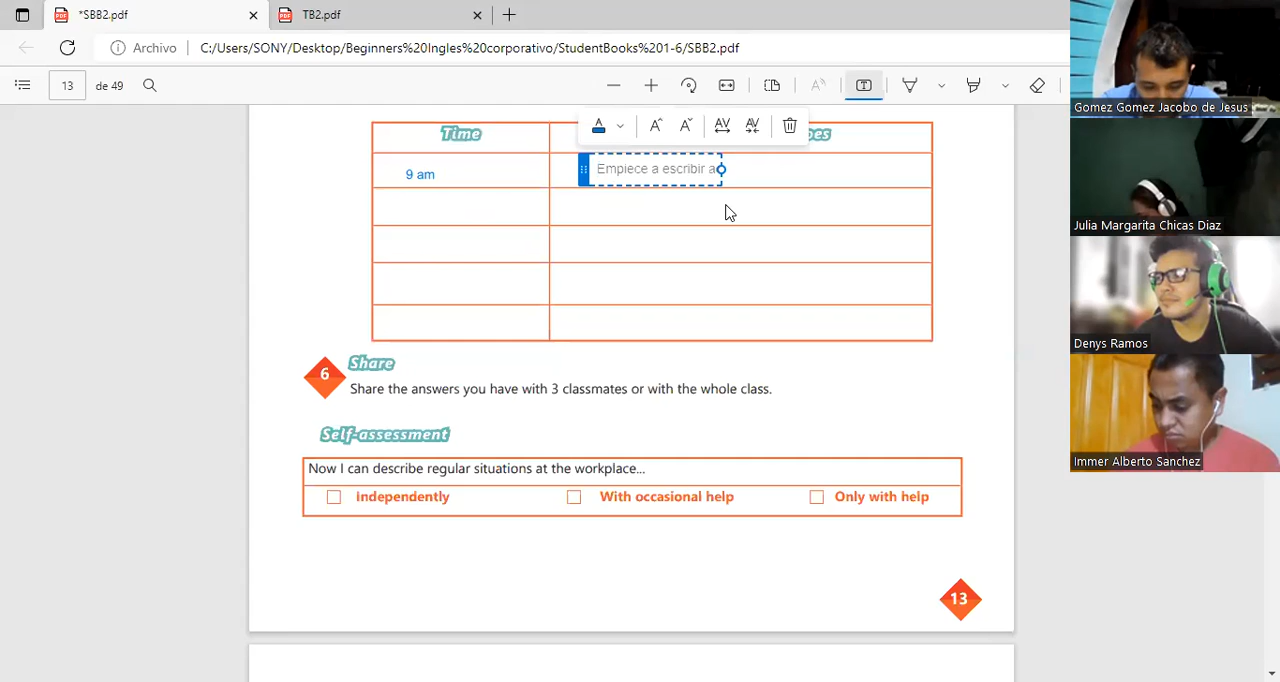 *SBB2.pdf
TB2.pdf
Archivo
C:/Users/SONY/Desktop/Beginners%20Ingles%20corporativo/StudentBooks%201-6/SBB2.pdf
13 de 49
Time
oes
9 am
Empiece a escribir a
6
Share
Share the answers you have with 3 classmates or with the whole class.
Self-assessment
Now I can describe regular situations at the workplace...
Independently
With occasional help
Only with help
13
Gomez Gomez Jacobo de Jesus
Julia Margarita Chicas Diaz
Denys Ramos
Immer Alberto Sanchez